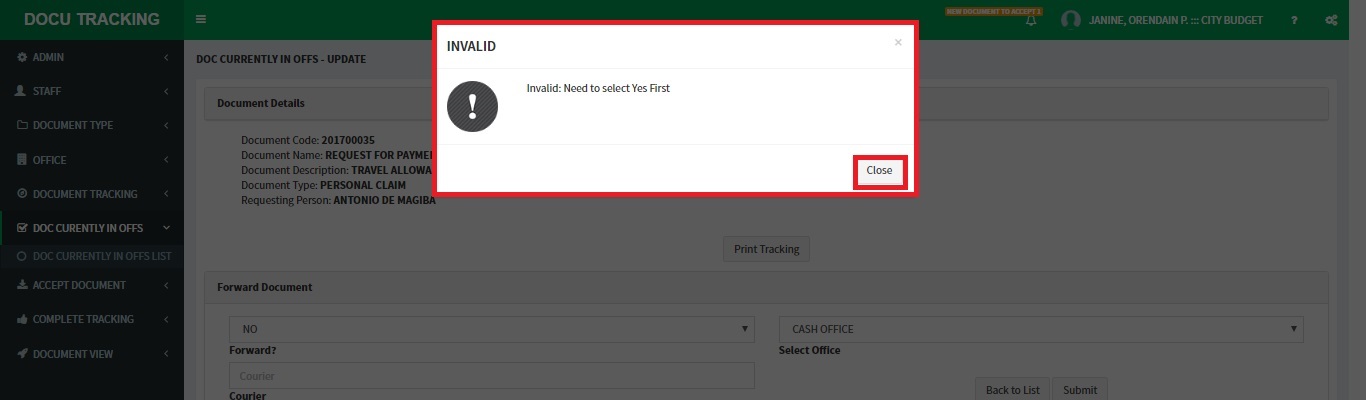 DOCU TRACKING
NEW DOCUMENT TO ACCEPT 1
JANINE, ORENDAIN P. ::: CITY BUDGET
?
INVALID
×
!
Invalid: Need to select Yes First
Close
ADMIN
STAFF
DOCUMENT TYPE
OFFICE
DOCUMENT TRACKING
DOC CURENTLY IN OFFS
DOC CURRENTLY IN OFFS LIST
ACCEPT DOCUMENT
COMPLETE TRACKING
DOCUMENT VIEW
DOC CURRENTLY IN OFFS - UPDATE
Document Details
Document Code: 201700035
Document Name: REQUEST FOR PAYME
Document Description: TRAVEL ALLOWA
Document Type: PERSONAL CLAIM
Requesting Person: ANTONIO DE MAGIBA
Print Tracking
Forward Document
NO
CASH OFFICE
Forward?
Select Office
Courier
Courier
Back to List
Submit